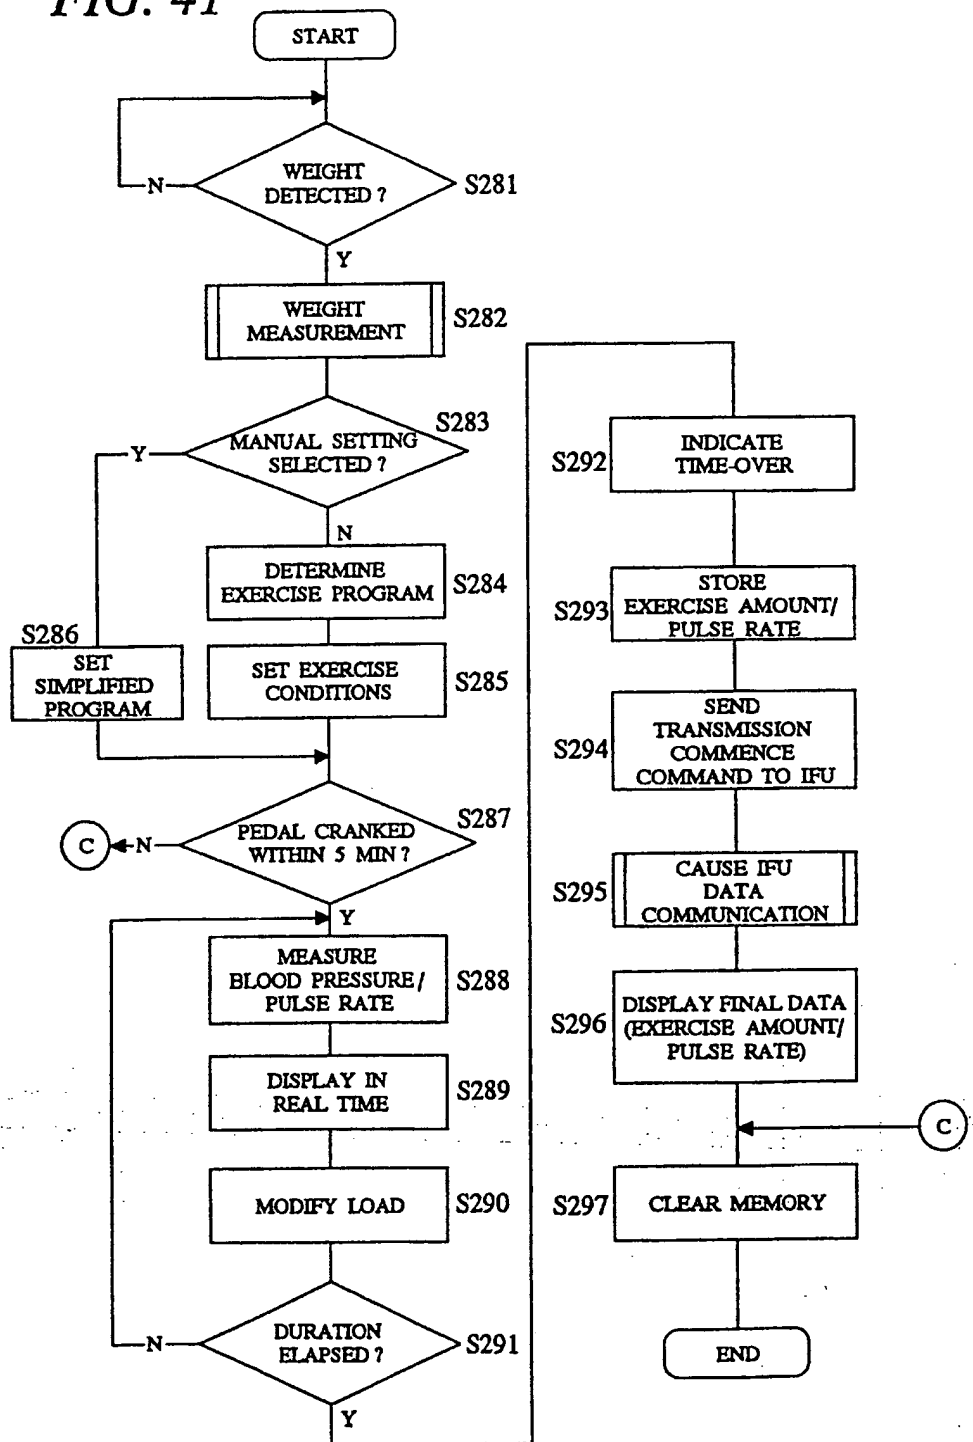 FIG. 41
START
WEIGHT
DETECTED ?
S281
N
Y
WEIGHT
MEASUREMENT
S282
MANUAL SETTING
SELECTED ?
S283
Y
N
DETERMINE
EXERCISE PROGRAM
S284
S286
SET
SIMPLIFIED
PROGRAM
SET EXERCISE
CONDITIONS
S285
PEDAL CRANKED
WITHIN 5 MIN ?
S287
C
N
Y
MEASURE
BLOOD PRESSURE/
PULSE RATE
S288
DISPLAY IN
REAL TIME
S289
MODIFY LOAD
S290
DURATION
ELAPSED ?
S291
N
Y
S292
INDICATE
TIME-OVER
S293
STORE
EXERCISE AMOUNT/
PULSE RATE
S294
SEND
TRANSMISSION
COMMENCE
COMMAND TO IFU
S295
CAUSE IFU
DATA
COMMUNICATION
S296
DISPLAY FINAL DATA
(EXERCISE AMOUNT/
PULSE RATE)
C
S297
CLEAR MEMORY
END